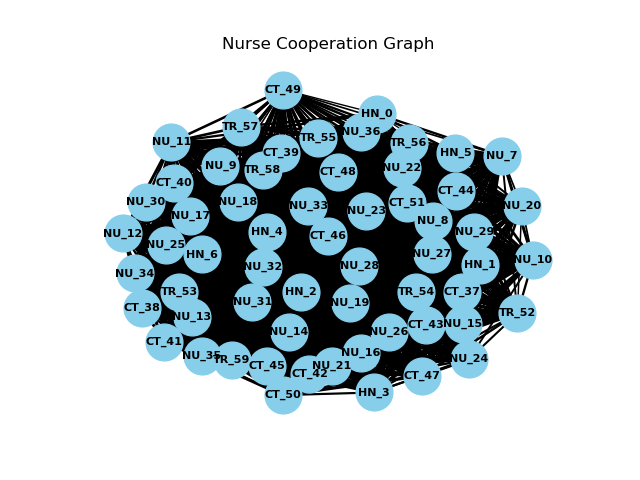 Nurse Cooperation Graph
CT_49
HN_0
TR_57
NU_36
TR_55
NU_11
TR_56
CT_39
HN_5
NU_7
NU_9
TR_58
CT_48
NU_22
CT_40
CT_44
NU_30
NU_18
CT_51
NU_33
NU_20
NU_23
NU_17
NU_8
NU_12
HN_4
NU_29
CT_46
NU_25
HN_6
NU_27
NU_10
NU_32
NU_28
HN_1
NU_34
TR_53
HN_2
TR_54
CT_37
NU_31
NU_19
CT_38
TR_52
NU_13
CT_43
NU_15
NU_14
NU_26
CT_41
NU_16
NU_35
TR_59
NU_24
CT_45
NU_21
CT_42
CT_47
HN_3
CT_50